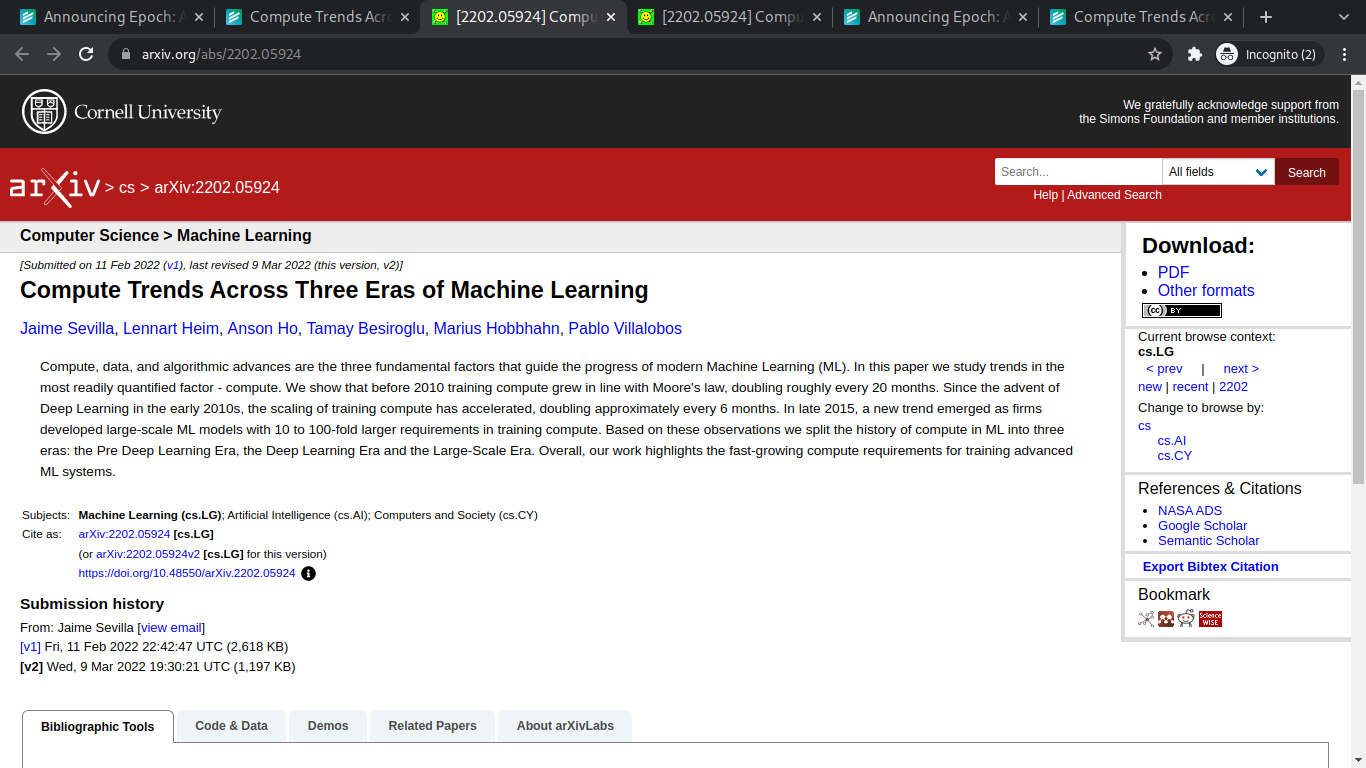 Announcing Epoch: A
Compute Trends Acro
[2202.05924] Compu
[2202.05924] Compu
Announcing Epoch: A
Compute Trends Acro
arxiv.org/abs/2202.05924
Incognito (2)
Cornell University
We gratefully acknowledge support from
the Simons Foundation and member institutions.
arXiv > cs > arXiv:2202.05924
Search...
All fields
Search
Help | Advanced Search
Computer Science > Machine Learning
[Submitted on 11 Feb 2022 (v1), last revised 9 Mar 2022 (this version, v2)]
Compute Trends Across Three Eras of Machine Learning
Jaime Sevilla, Lennart Heim, Anson Ho, Tamay Besiroglu, Marius Hobbhahn, Pablo Villalobos
Compute, data, and algorithmic advances are the three fundamental factors that guide the progress of modern Machine Learning (ML). In this paper we study trends in the
most readily quantified factor - compute. We show that before 2010 training compute grew in line with Moore's law, doubling roughly every 20 months. Since the advent of
Deep Learning in the early 2010s, the scaling of training compute has accelerated, doubling approximately every 6 months. In late 2015, a new trend emerged as firms
developed large-scale ML models with 10 to 100-fold larger requirements in training compute. Based on these observations we split the history of compute in ML into three
eras: the Pre Deep Learning Era, the Deep Learning Era and the Large-Scale Era. Overall, our work highlights the fast-growing compute requirements for training advanced
ML systems.
Subjects: Machine Learning (cs.LG); Artificial Intelligence (cs.AI); Computers and Society (cs.CY)
Cite as: arXiv:2202.05924 [cs.LG]
(or arXiv:2202.05924v2 [cs.LG] for this version)
https://doi.org/10.48550/arXiv.2202.05924
Submission history
From: Jaime Sevilla [view email]
[v1] Fri, 11 Feb 2022 22:42:47 UTC (2,618 KB)
[v2] Wed, 9 Mar 2022 19:30:21 UTC (1,197 KB)
Bibliographic Tools
Code & Data
Demos
Related Papers
About arXivLabs
Download:
PDF
Other formats
(cc) BY
Current browse context:
cs.LG
< prev | next >
new | recent | 2202
Change to browse by:
cs
cs.AI
cs.CY
References & Citations
NASA ADS
Google Scholar
Semantic Scholar
Export Bibtex Citation
Bookmark
Science
WISE